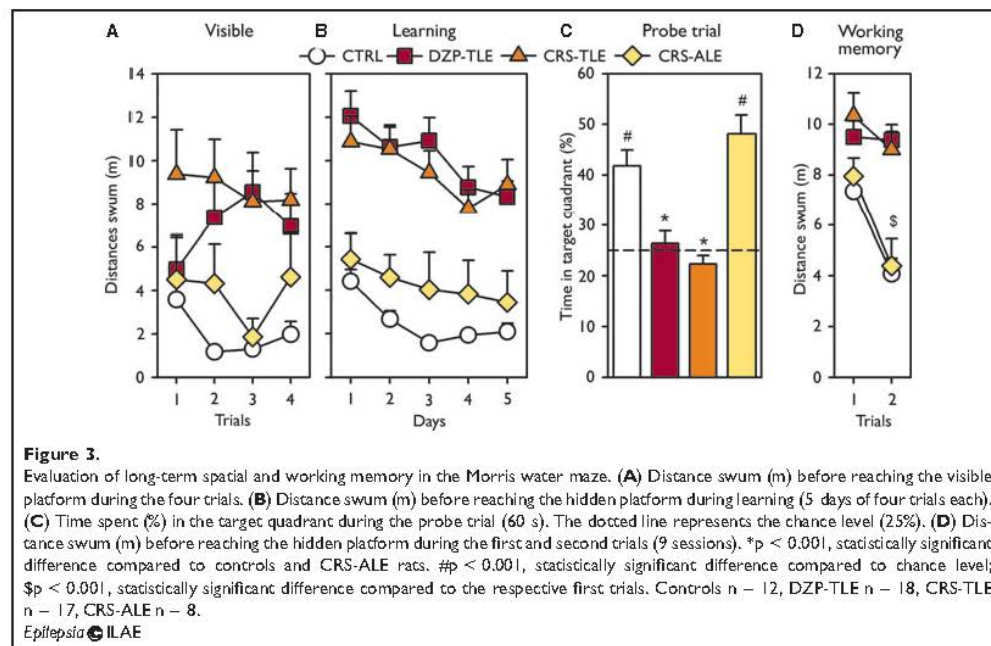 A Visible B Learning C Probe trial D Working memory
CTRL DZP-TLE CRS-TLE CRS-ALE
Distances swum (m)
14
12
10
8
6
4
2
0
1 2 3 4
Trials
1 2 3 4 5
Days
Time in target quadrant (%)
60
50
40
30
20
10
0
# * * #
Distance swum (m)
12
10
8
6
4
2
0
$
1 2
Trials
Figure 3.
Evaluation of long-term spatial and working memory in the Morris water maze. (A) Distance swum (m) before reaching the visible
platform during the four trials. (B) Distance swum (m) before reaching the hidden platform during learning (5 days of four trials each).
(C) Time spent (%) in the target quadrant during the probe trial (60 s). The dotted line represents the chance level (25%). (D) Dis-
tance swum (m) before reaching the hidden platform during the first and second trials (9 sessions). *p < 0.001, statistically significant
difference compared to controls and CRS-ALE rats. #p < 0.001, statistically significant difference compared to chance level;
$p < 0.001, statistically significant difference compared to the respective first trials. Controls n – 12, DZP-TLE n – 18, CRS-TLE
n – 17, CRS-ALE n – 8.
Epilepsia © ILAE